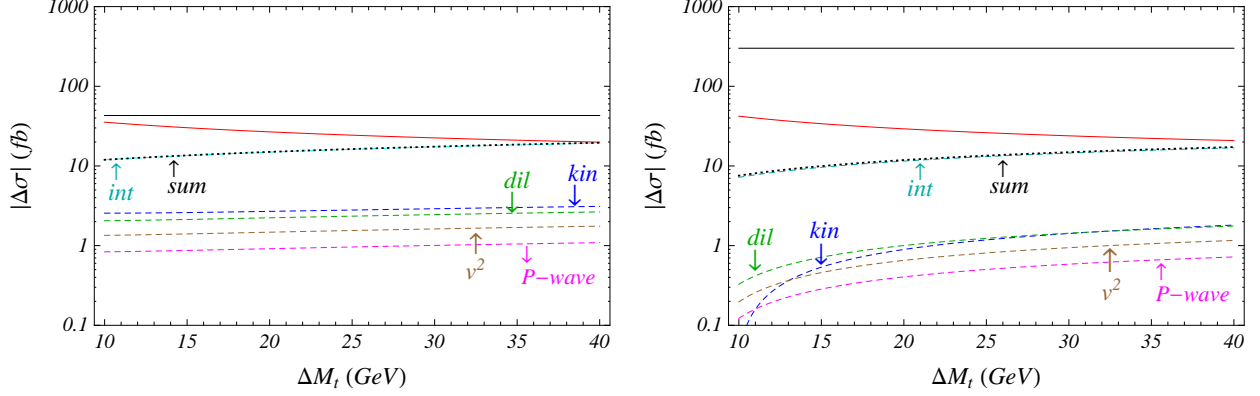 1000
100
10
1
0.1
|Δσ| (fb)
int
sum
dil
kin
v²
P-wave
10 15 20 25 30 35 40
ΔMₜ (GeV)
1000
100
10
1
0.1
|Δσ| (fb)
int
sum
dil
kin
v²
P-wave
10 15 20 25 30 35 40
ΔMₜ (GeV)